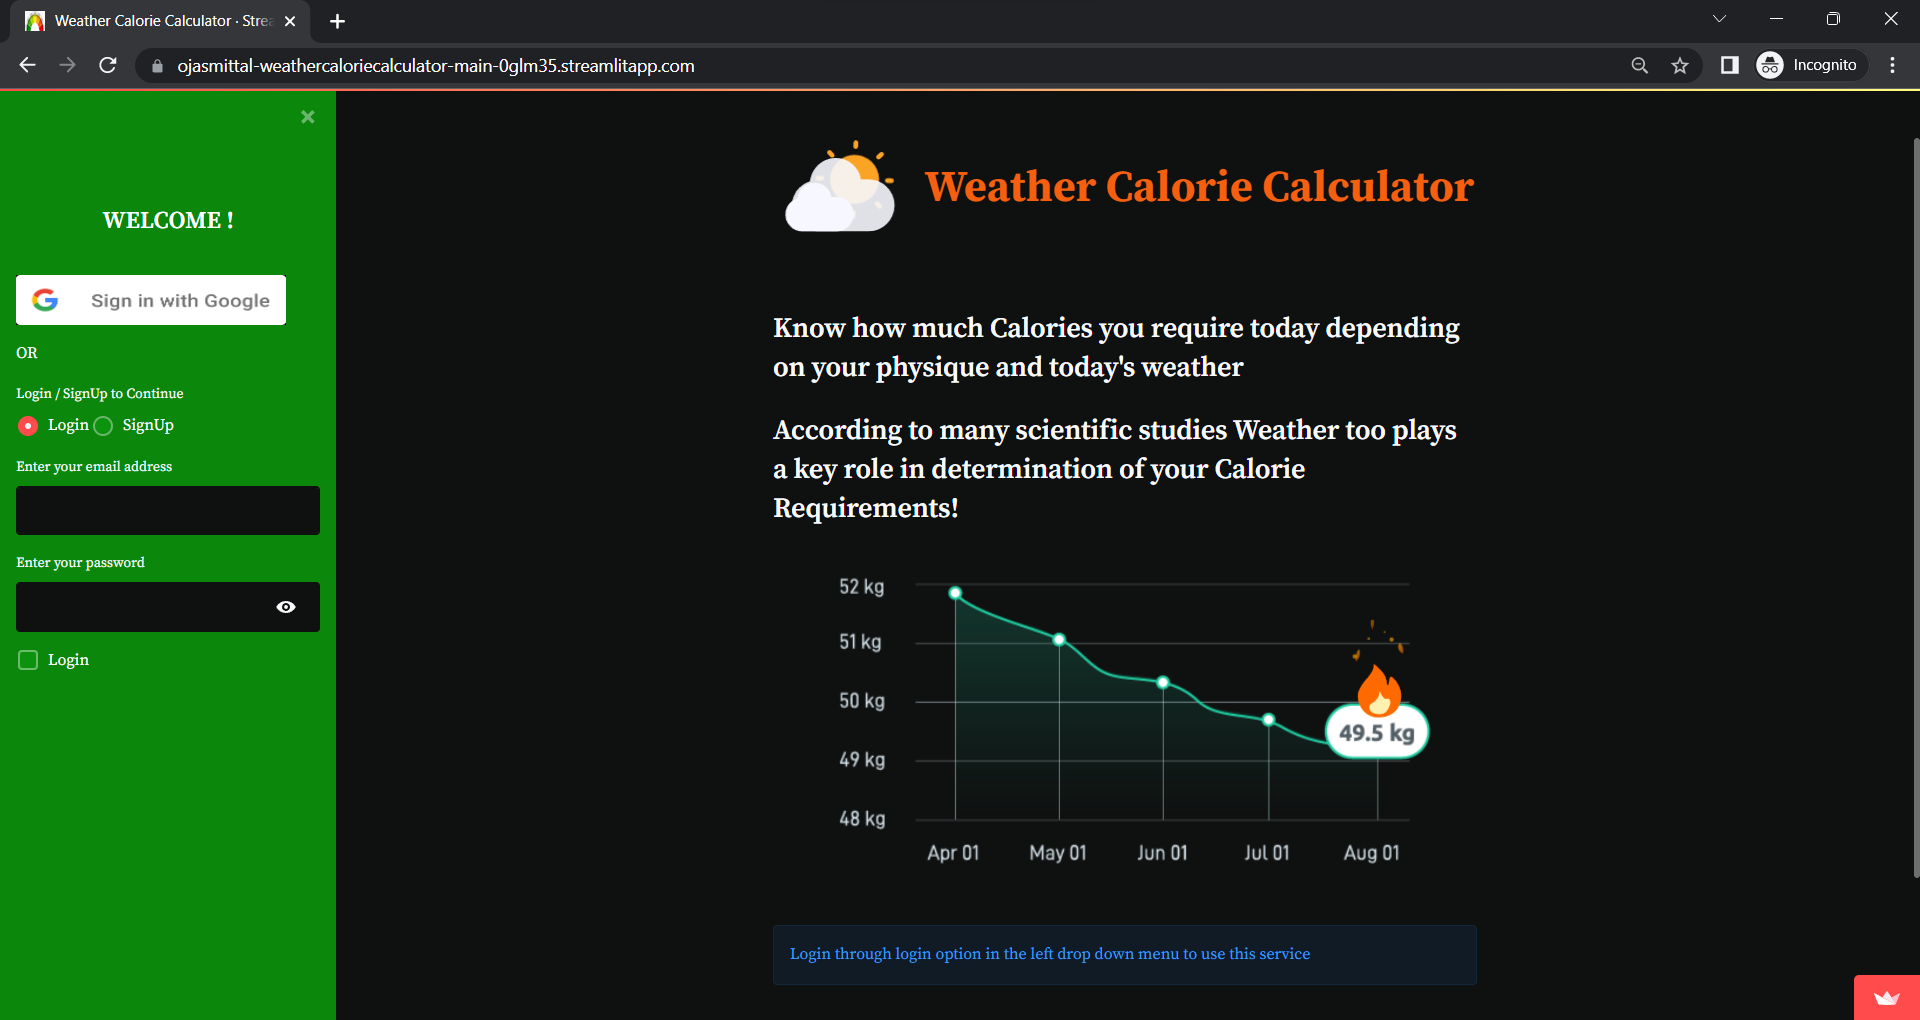 Weather Calorie Calculator · Stre
ojasmittal-weathercaloriecalculator-main-0glm35.streamlitapp.com
Incognito
WELCOME !
Sign in with Google
OR
Login / SignUp to Continue
Login SignUp
Enter your email address
Enter your password
Login
Weather Calorie Calculator
Know how much Calories you require today depending
on your physique and today's weather
According to many scientific studies Weather too plays
a key role in determination of your Calorie
Requirements!
52 kg
51 kg
50 kg
49 kg
48 kg
49.5 kg
Apr 01 May 01 Jun 01 Jul 01 Aug 01
Login through login option in the left drop down menu to use this service